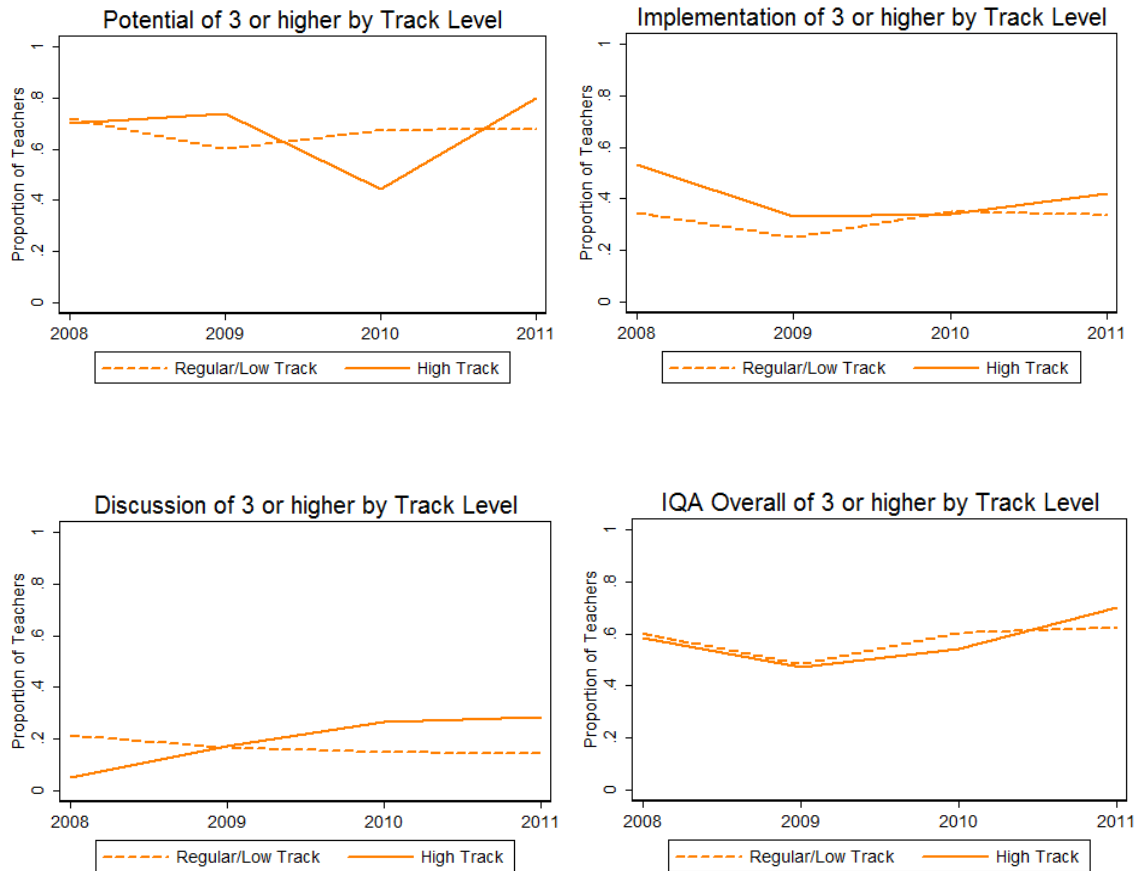 Potential of 3 or higher by Track Level
Proportion of Teachers
1
.8
.6
.4
.2
0
2008 2009 2010 2011
Regular/Low Track High Track
Implementation of 3 or higher by Track Level
Proportion of Teachers
1
.8
.6
.4
.2
0
2008 2009 2010 2011
Regular/Low Track High Track
Discussion of 3 or higher by Track Level
Proportion of Teachers
1
.8
.6
.4
.2
0
2008 2009 2010 2011
Regular/Low Track High Track
IQA Overall of 3 or higher by Track Level
Proportion of Teachers
1
.8
.6
.4
.2
0
2008 2009 2010 2011
Regular/Low Track High Track